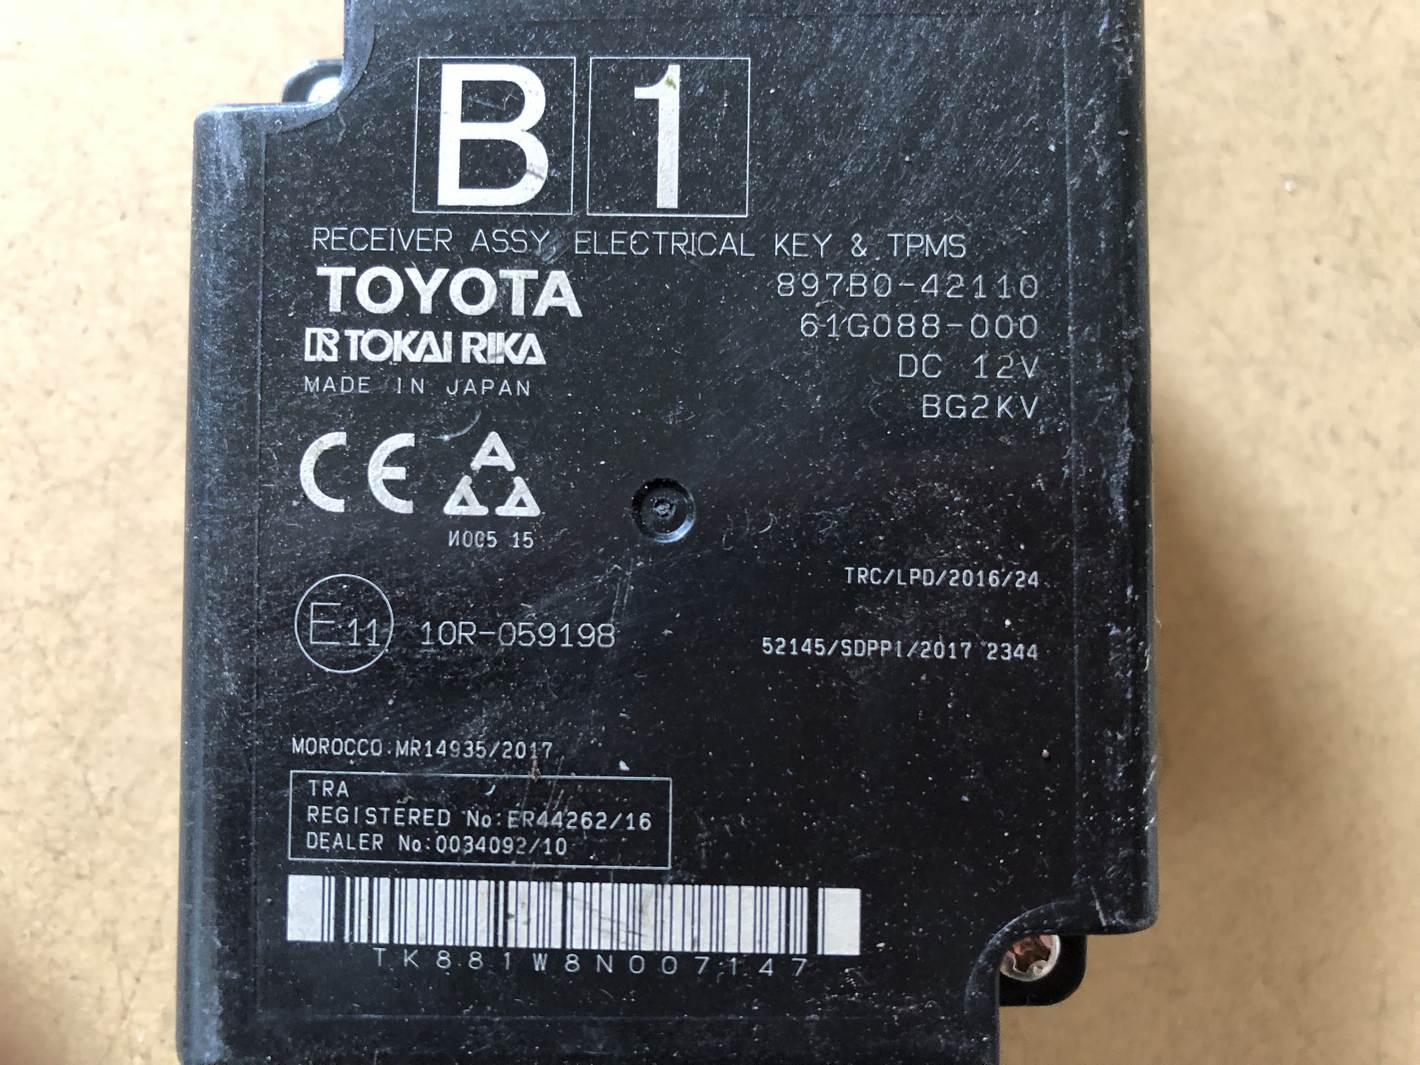 B 1
RECEIVER ASSY, ELECTRICAL KEY & TPMS
TOYOTA
897B0-42110
TOKAI RIKA
61G088-000
MADE IN JAPAN
DC 12V
BG2KV
CE
И005 15
TRC/LPD/2016/24
E11 10R-059198
52145/SDPPI/2017 2344
MOROCCO:MR14935/2017
TRA
REGISTERED No:ER44262/16
DEALER No:0034092/10
TK881W8N007147